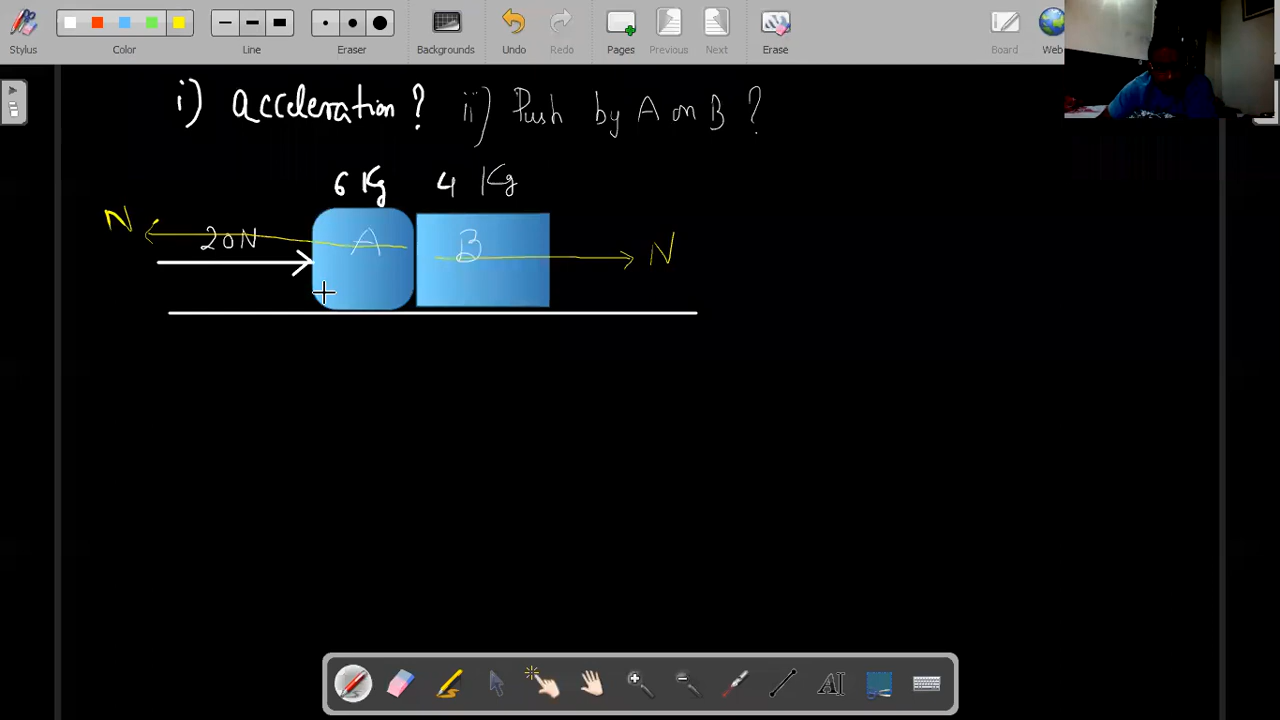 Stylus
Color
Line
Eraser
Backgrounds
Undo
Redo
Pages
Previous
Next
Erase
Board
Web
i) acceleration ? ii) Push by A on B ?
6 Kg 4 Kg
N 20N A B N